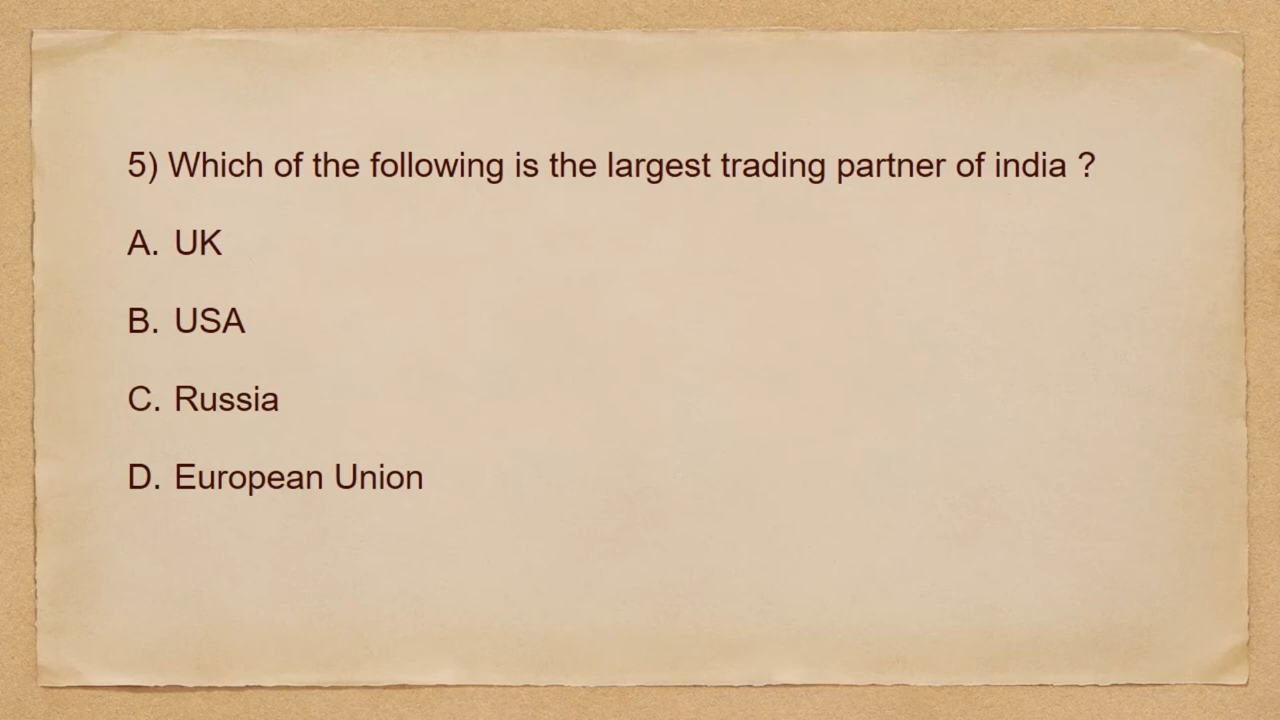 5) Which of the following is the largest trading partner of india ?
A. UK
B. USA
C. Russia
D. European Union